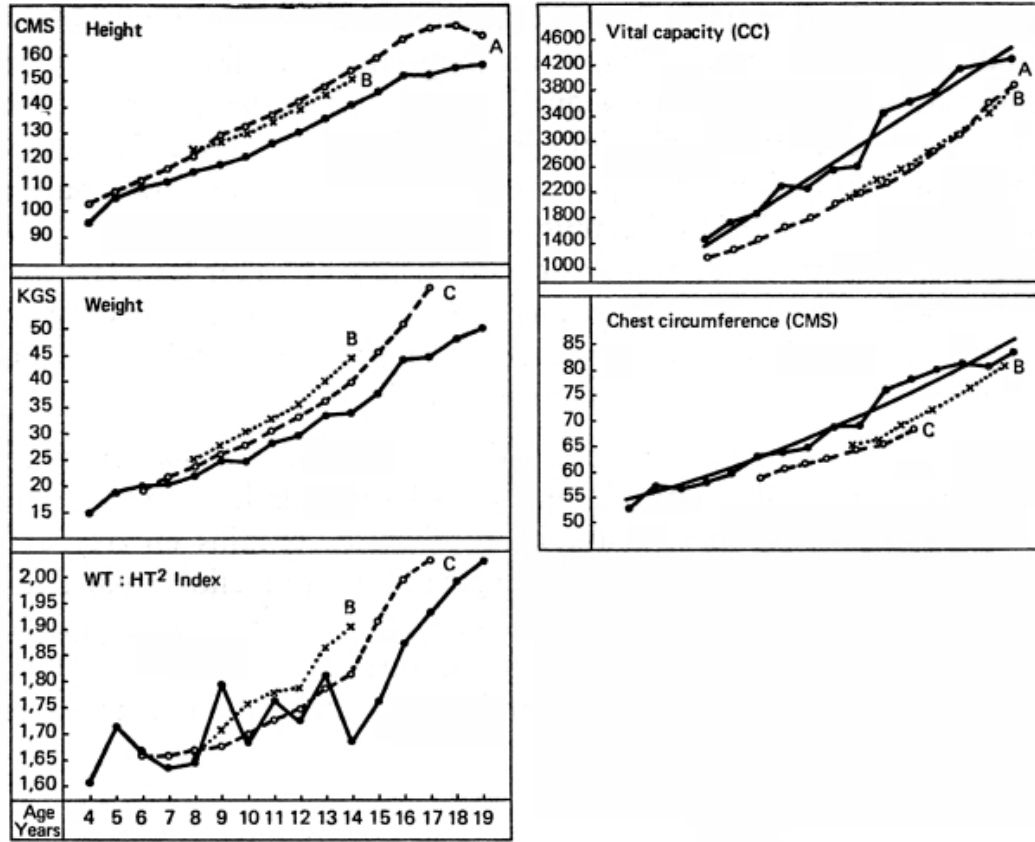 CMS
Height
160
150
140
130
120
110
100
90
A
B
KGS
Weight
50
45
40
35
30
25
20
15
B
C
WT : HT² Index
2,00
1,95
1,90
1,85
1,80
1,75
1,70
1,65
1,60
B
C
Age Years 4 5 6 7 8 9 10 11 12 13 14 15 16 17 18 19
Vital capacity (CC)
4600
4200
3800
3400
3000
2600
2200
1800
1400
1000
A
B
Chest circumference (CMS)
85
80
75
70
65
60
55
50
B
C